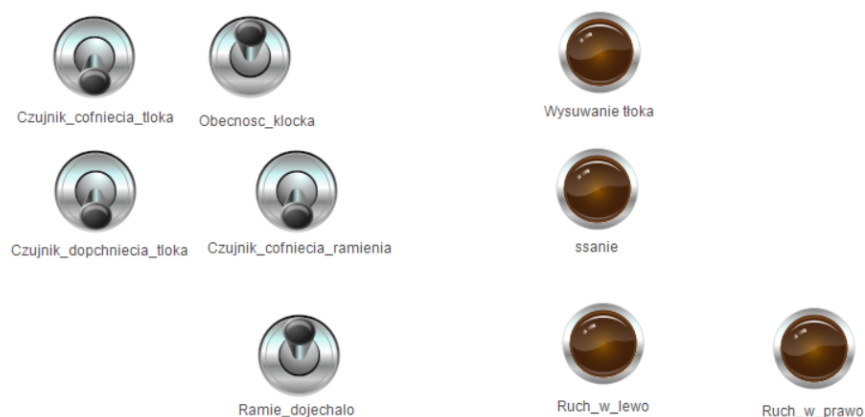 Czujnik_cofniecia_tloka
Obecnosc_klocka
Wysuwanie tłoka
Czujnik_dopchniecia_tloka
Czujnik_cofniecia_ramienia
ssanie
Ramie_dojechalo
Ruch_w_lewo
Ruch_w_prawo